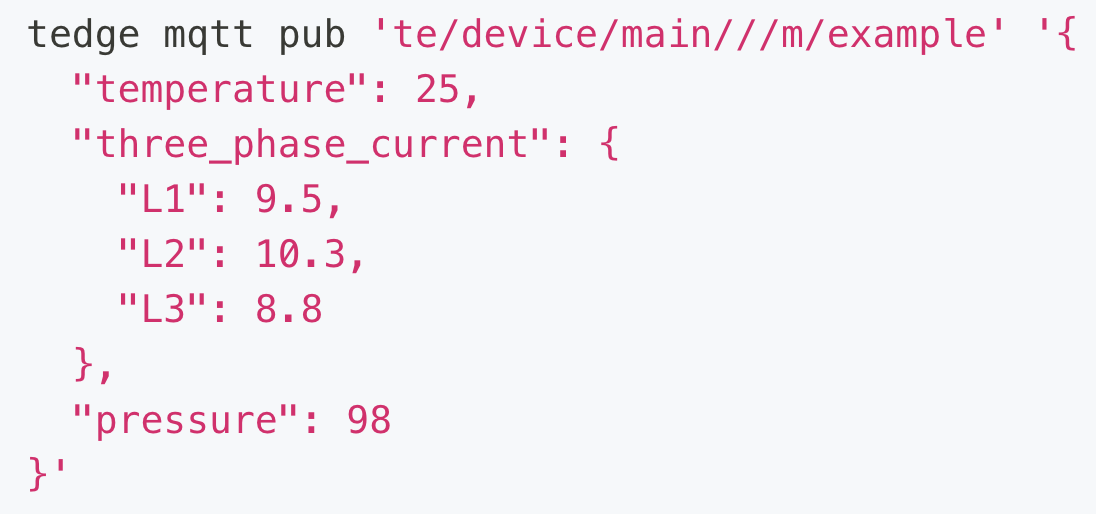 tedge mqtt pub 'te/device/main///m/example' '{
  "temperature": 25,
  "three_phase_current": {
    "L1": 9.5,
    "L2": 10.3,
    "L3": 8.8
  },
  "pressure": 98
}'